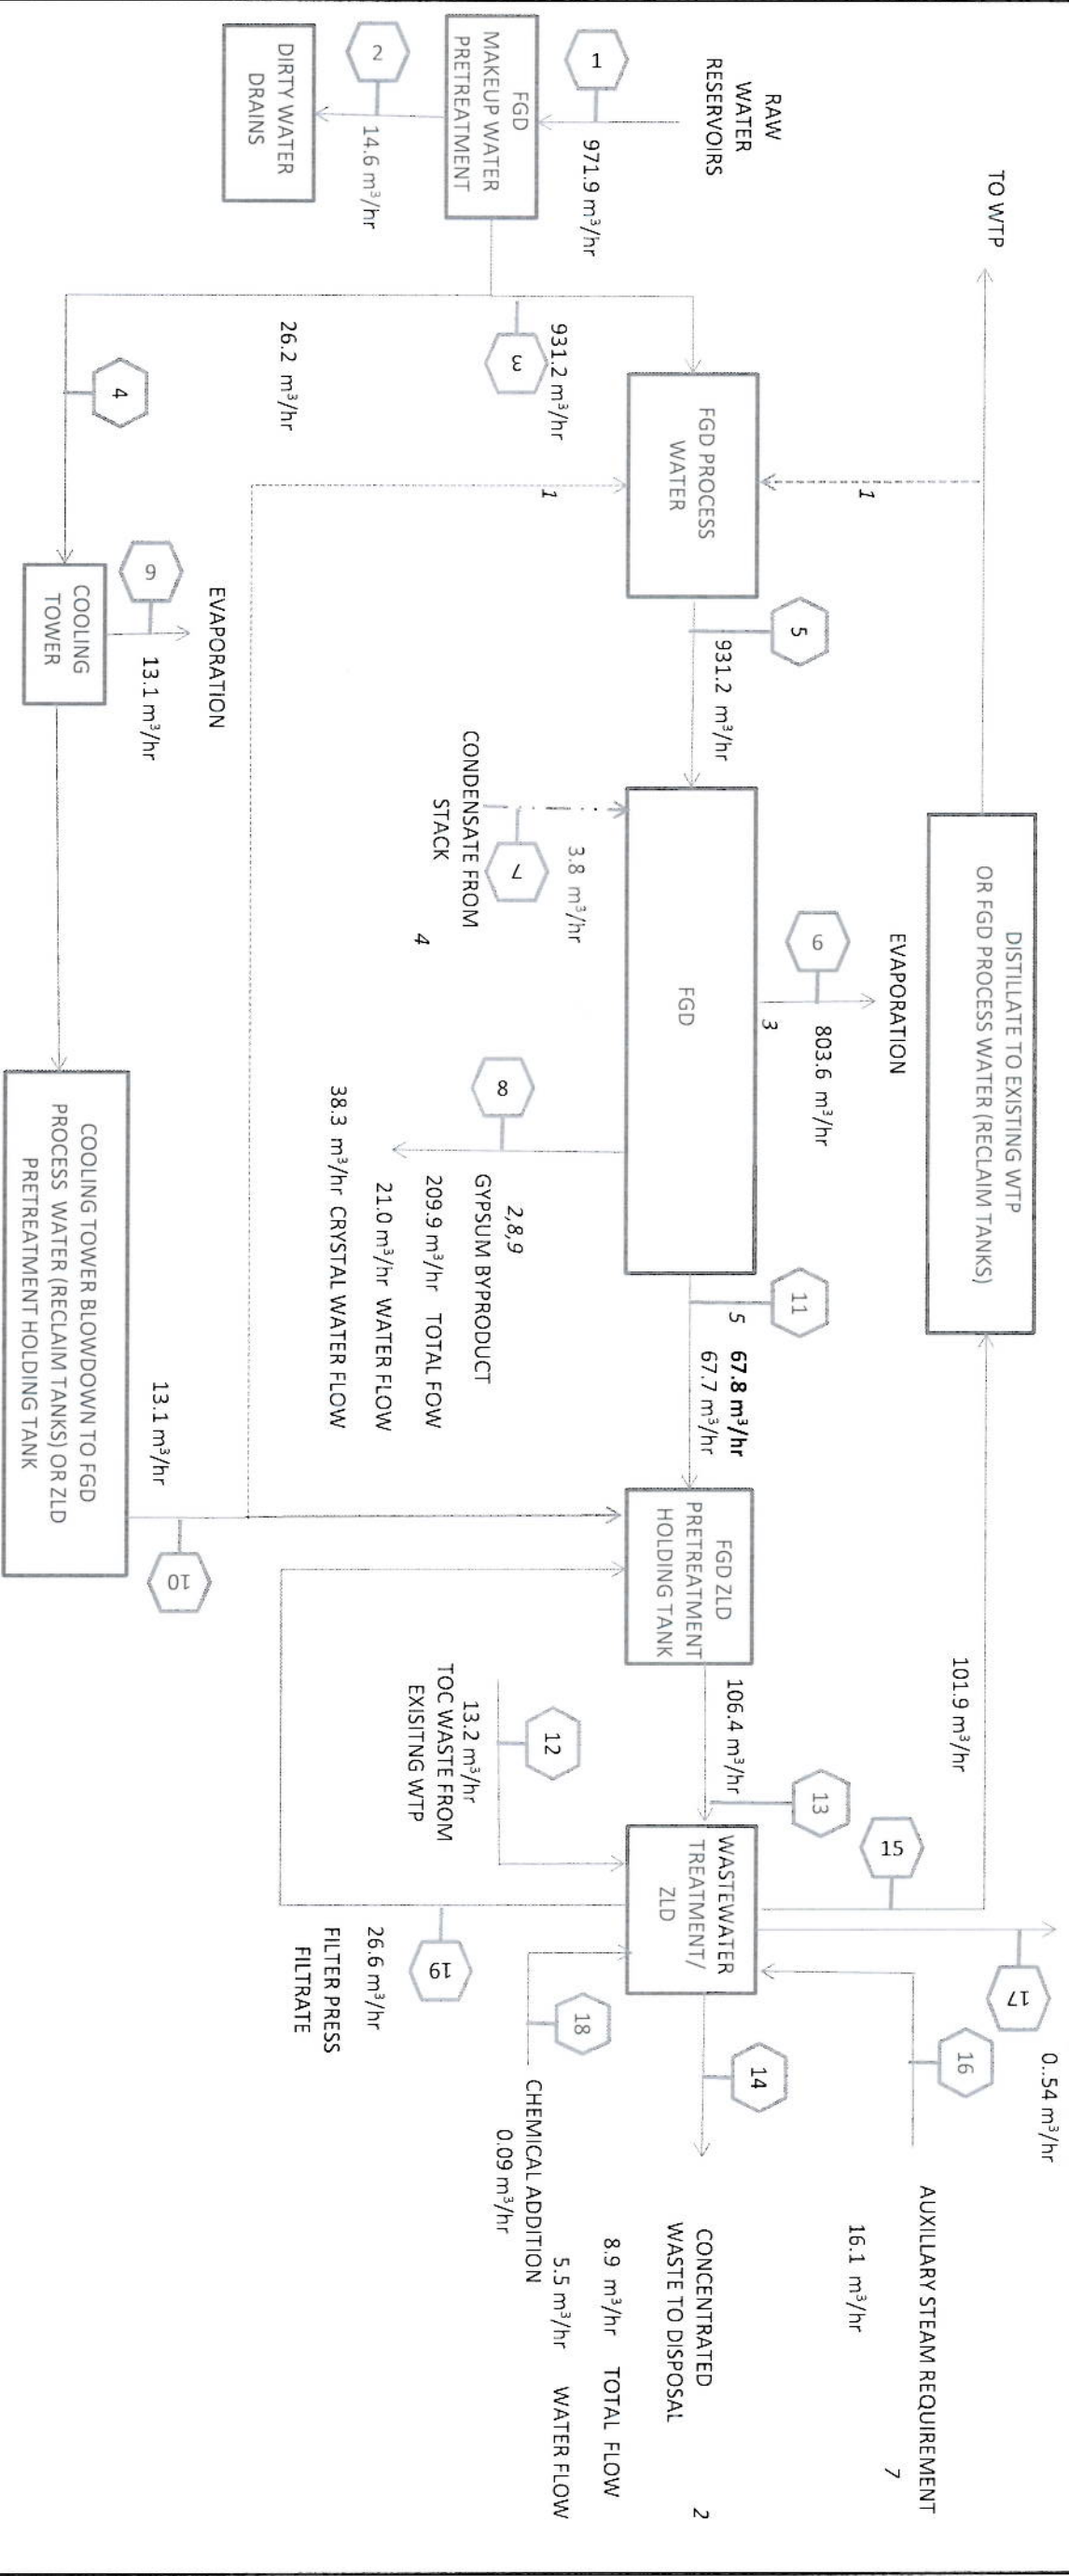 TO WTP
DISTILLATE TO EXISTING WTP
OR FGD PROCESS WATER (RECLAIM TANKS)
101.9 m³/hr
15
17
0..54 m³/hr
16
AUXILLARY STEAM REQUIREMENT
7
16.1 m³/hr
RAW
WATER
RESERVOIRS
1
971.9 m³/hr
FGD
MAKEUP WATER
PRETREATMENT
2
14.6 m³/hr
DIRTY WATER
DRAINS
931.2 m³/hr
3
26.2 m³/hr
4
1
FGD PROCESS
WATER
1
5
931.2 m³/hr
EVAPORATION
6
803.6 m³/hr
3
FGD
3.8 m³/hr
7
CONDENSATE FROM
STACK
4
8
2,8,9
GYPSUM BYPRODUCT
209.9 m³/hr TOTAL FOW
21.0 m³/hr WATER FLOW
38.3 m³/hr CRYSTAL WATER FLOW
11
5
67.8 m³/hr
67.7 m³/hr
FGD ZLD
PRETREATMENT
HOLDING TANK
106.4 m³/hr
13
WASTEWATER
TREATMENT/
ZLD
14
CONCENTRATED
WASTE TO DISPOSAL
2
8.9 m³/hr TOTAL FLOW
5.5 m³/hr WATER FLOW
12
13.2 m³/hr
TOC WASTE FROM
EXISITNG WTP
18
CHEMICAL ADDITION
0.09 m³/hr
19
26.6 m³/hr
FILTER PRESS
FILTRATE
EVAPORATION
9
13.1 m³/hr
COOLING
TOWER
13.1 m³/hr
10
COOLING TOWER BLOWDOWN TO FGD
PROCESS WATER (RECLAIM TANKS) OR ZLD
PRETREATMENT HOLDING TANK